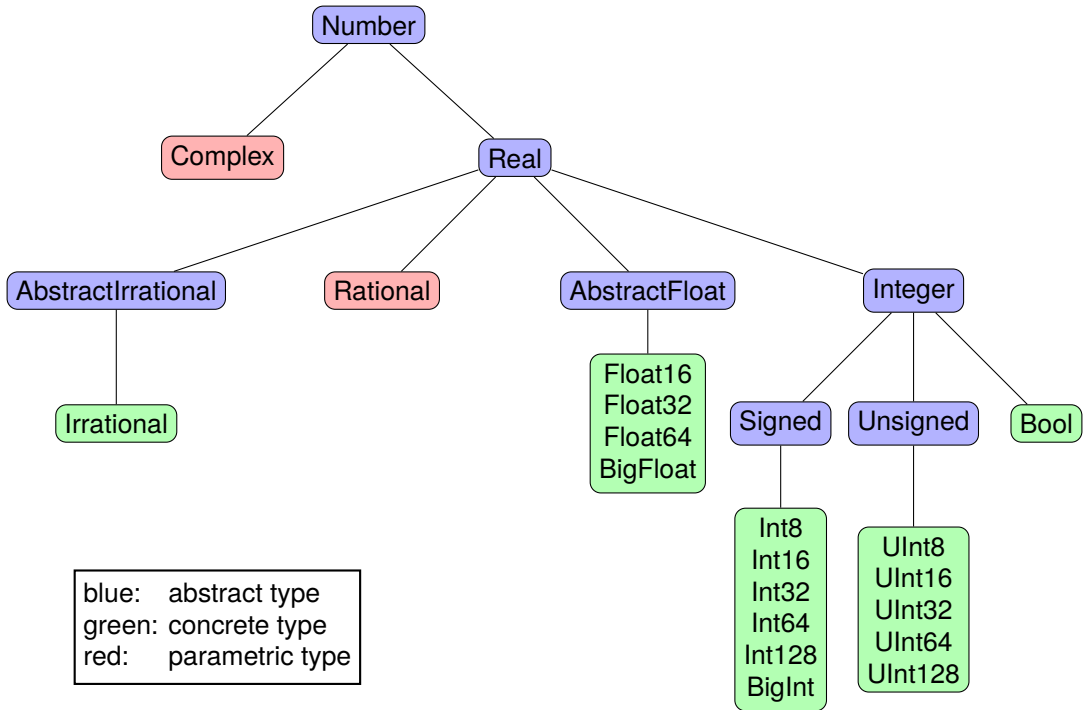 Number
Complex
Real
AbstractIrrational
Rational
AbstractFloat
Integer
Irrational
Float16
Float32
Float64
BigFloat
Signed
Unsigned
Bool
Int8
Int16
Int32
Int64
Int128
BigInt
UInt8
UInt16
UInt32
UInt64
UInt128
blue: abstract type
green: concrete type
red: parametric type